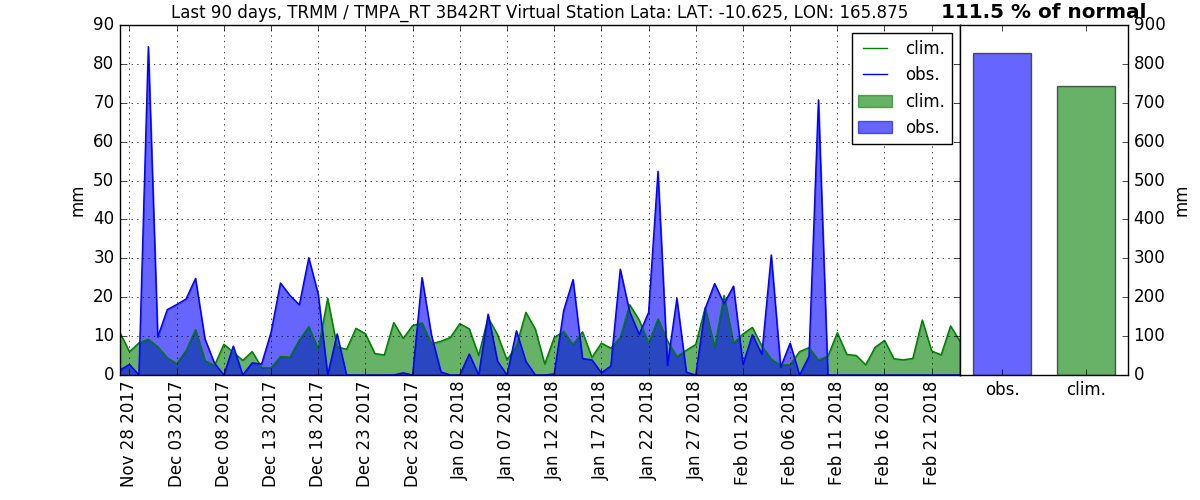 Last 90 days, TRMM / TMPA_RT 3B42RT Virtual Station Lata: LAT: -10.625, LON: 165.875
111.5 % of normal
90
80
70
60
50
40
30
20
10
0
mm
clim.
obs.
clim.
obs.
Nov 28 2017
Dec 03 2017
Dec 08 2017
Dec 13 2017
Dec 18 2017
Dec 23 2017
Dec 28 2017
Jan 02 2018
Jan 07 2018
Jan 12 2018
Jan 17 2018
Jan 22 2018
Jan 27 2018
Feb 01 2018
Feb 06 2018
Feb 11 2018
Feb 16 2018
Feb 21 2018
900
800
700
600
500
400
300
200
100
0
mm
obs.
clim.